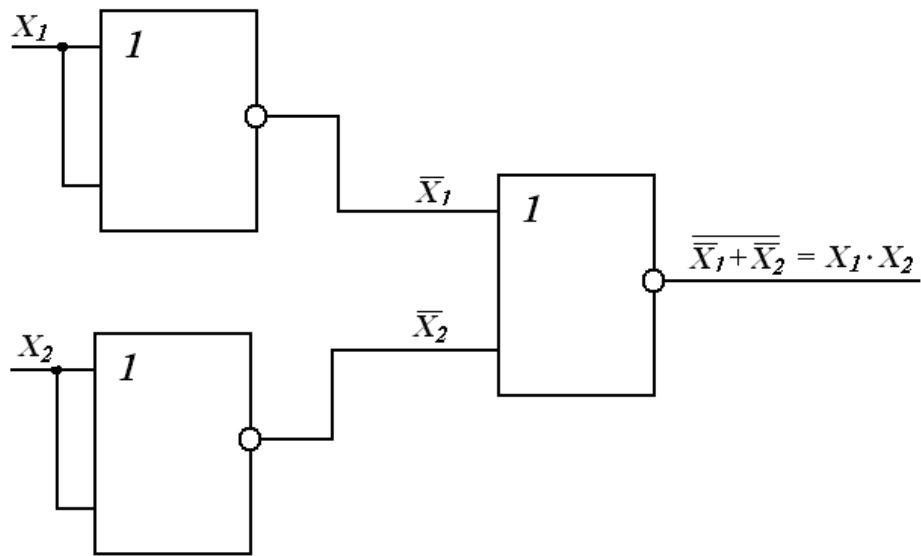 X₁
1
X̅₁
1
X̅₁+X̅₂ = X₁·X₂
X₂
1
X̅₂